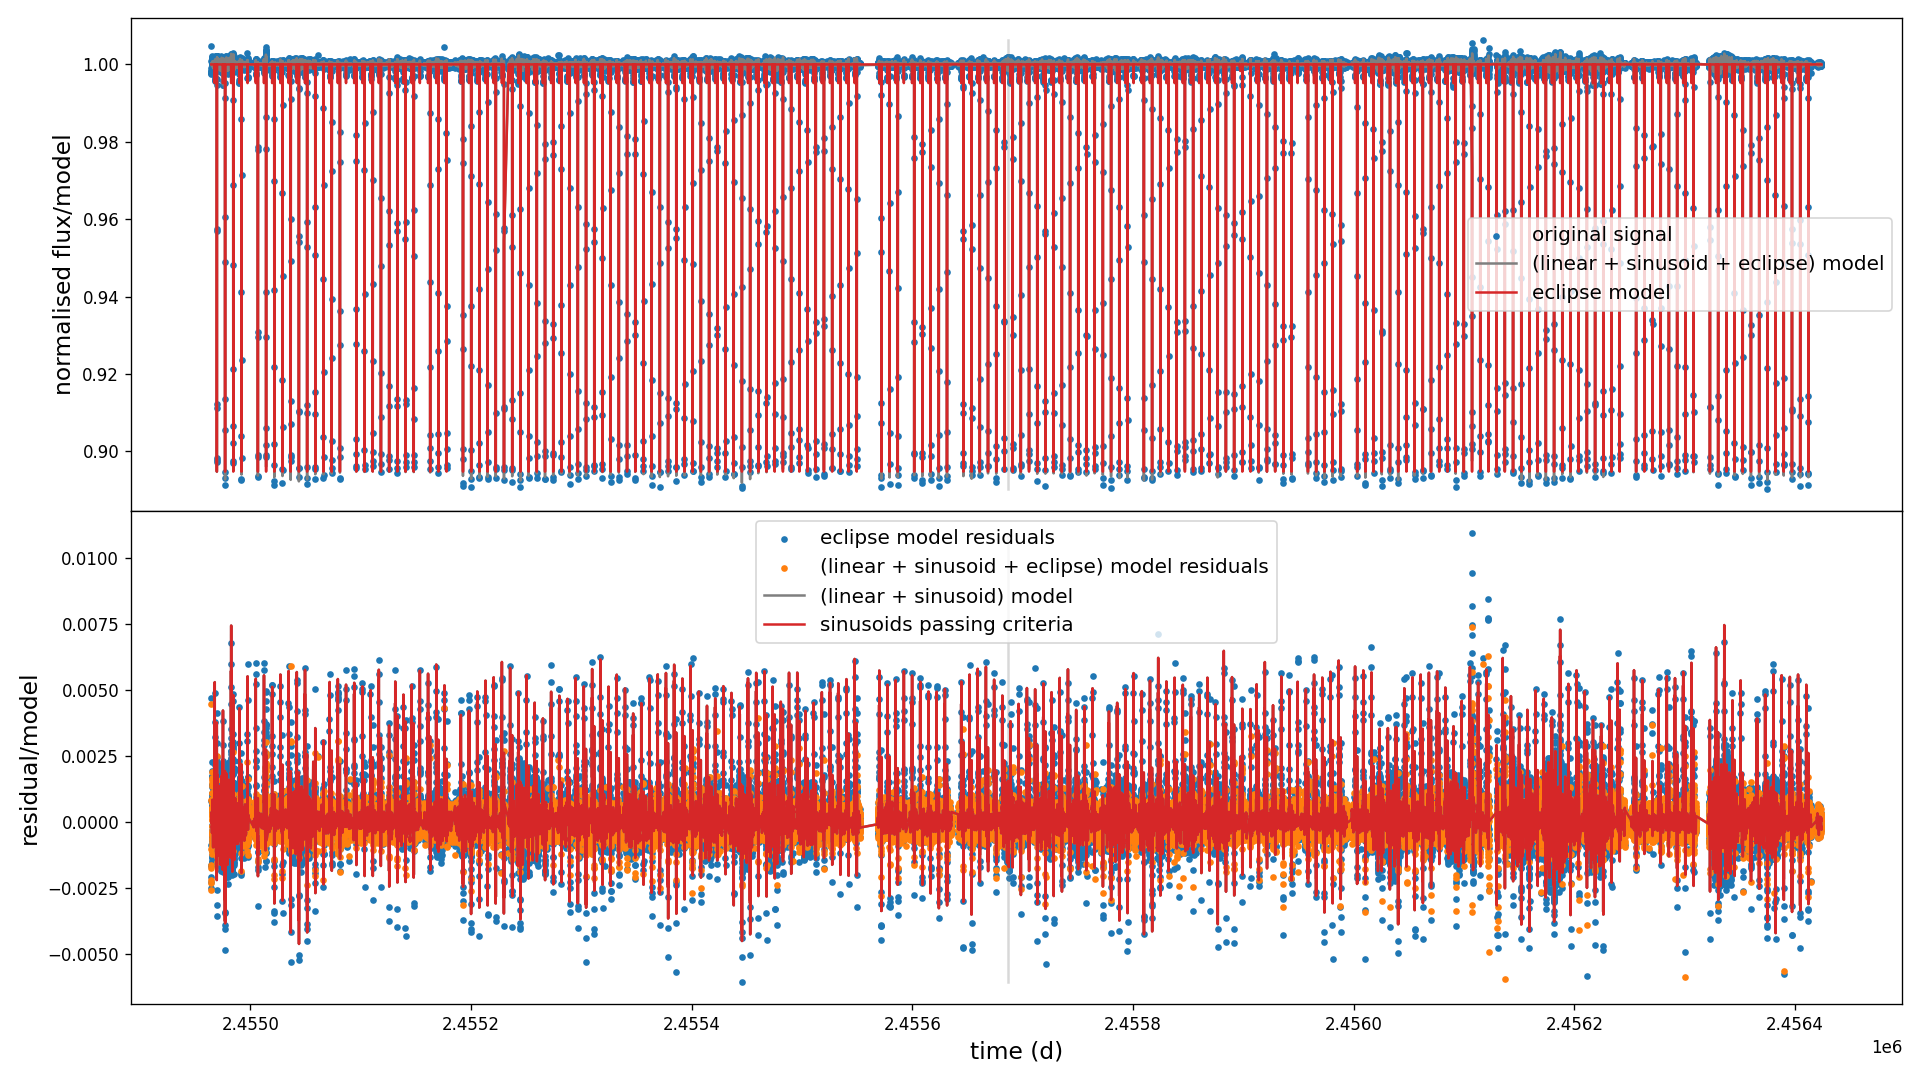 1.00
0.98
0.96
0.94
0.92
0.90
normalised flux/model
original signal
(linear + sinusoid + eclipse) model
eclipse model
0.0100
0.0075
0.0050
0.0025
0.0000
−0.0025
−0.0050
residual/model
eclipse model residuals
(linear + sinusoid + eclipse) model residuals
(linear + sinusoid) model
sinusoids passing criteria
2.4550 2.4552 2.4554 2.4556 2.4558 2.4560 2.4562 2.4564
time (d)
1e6